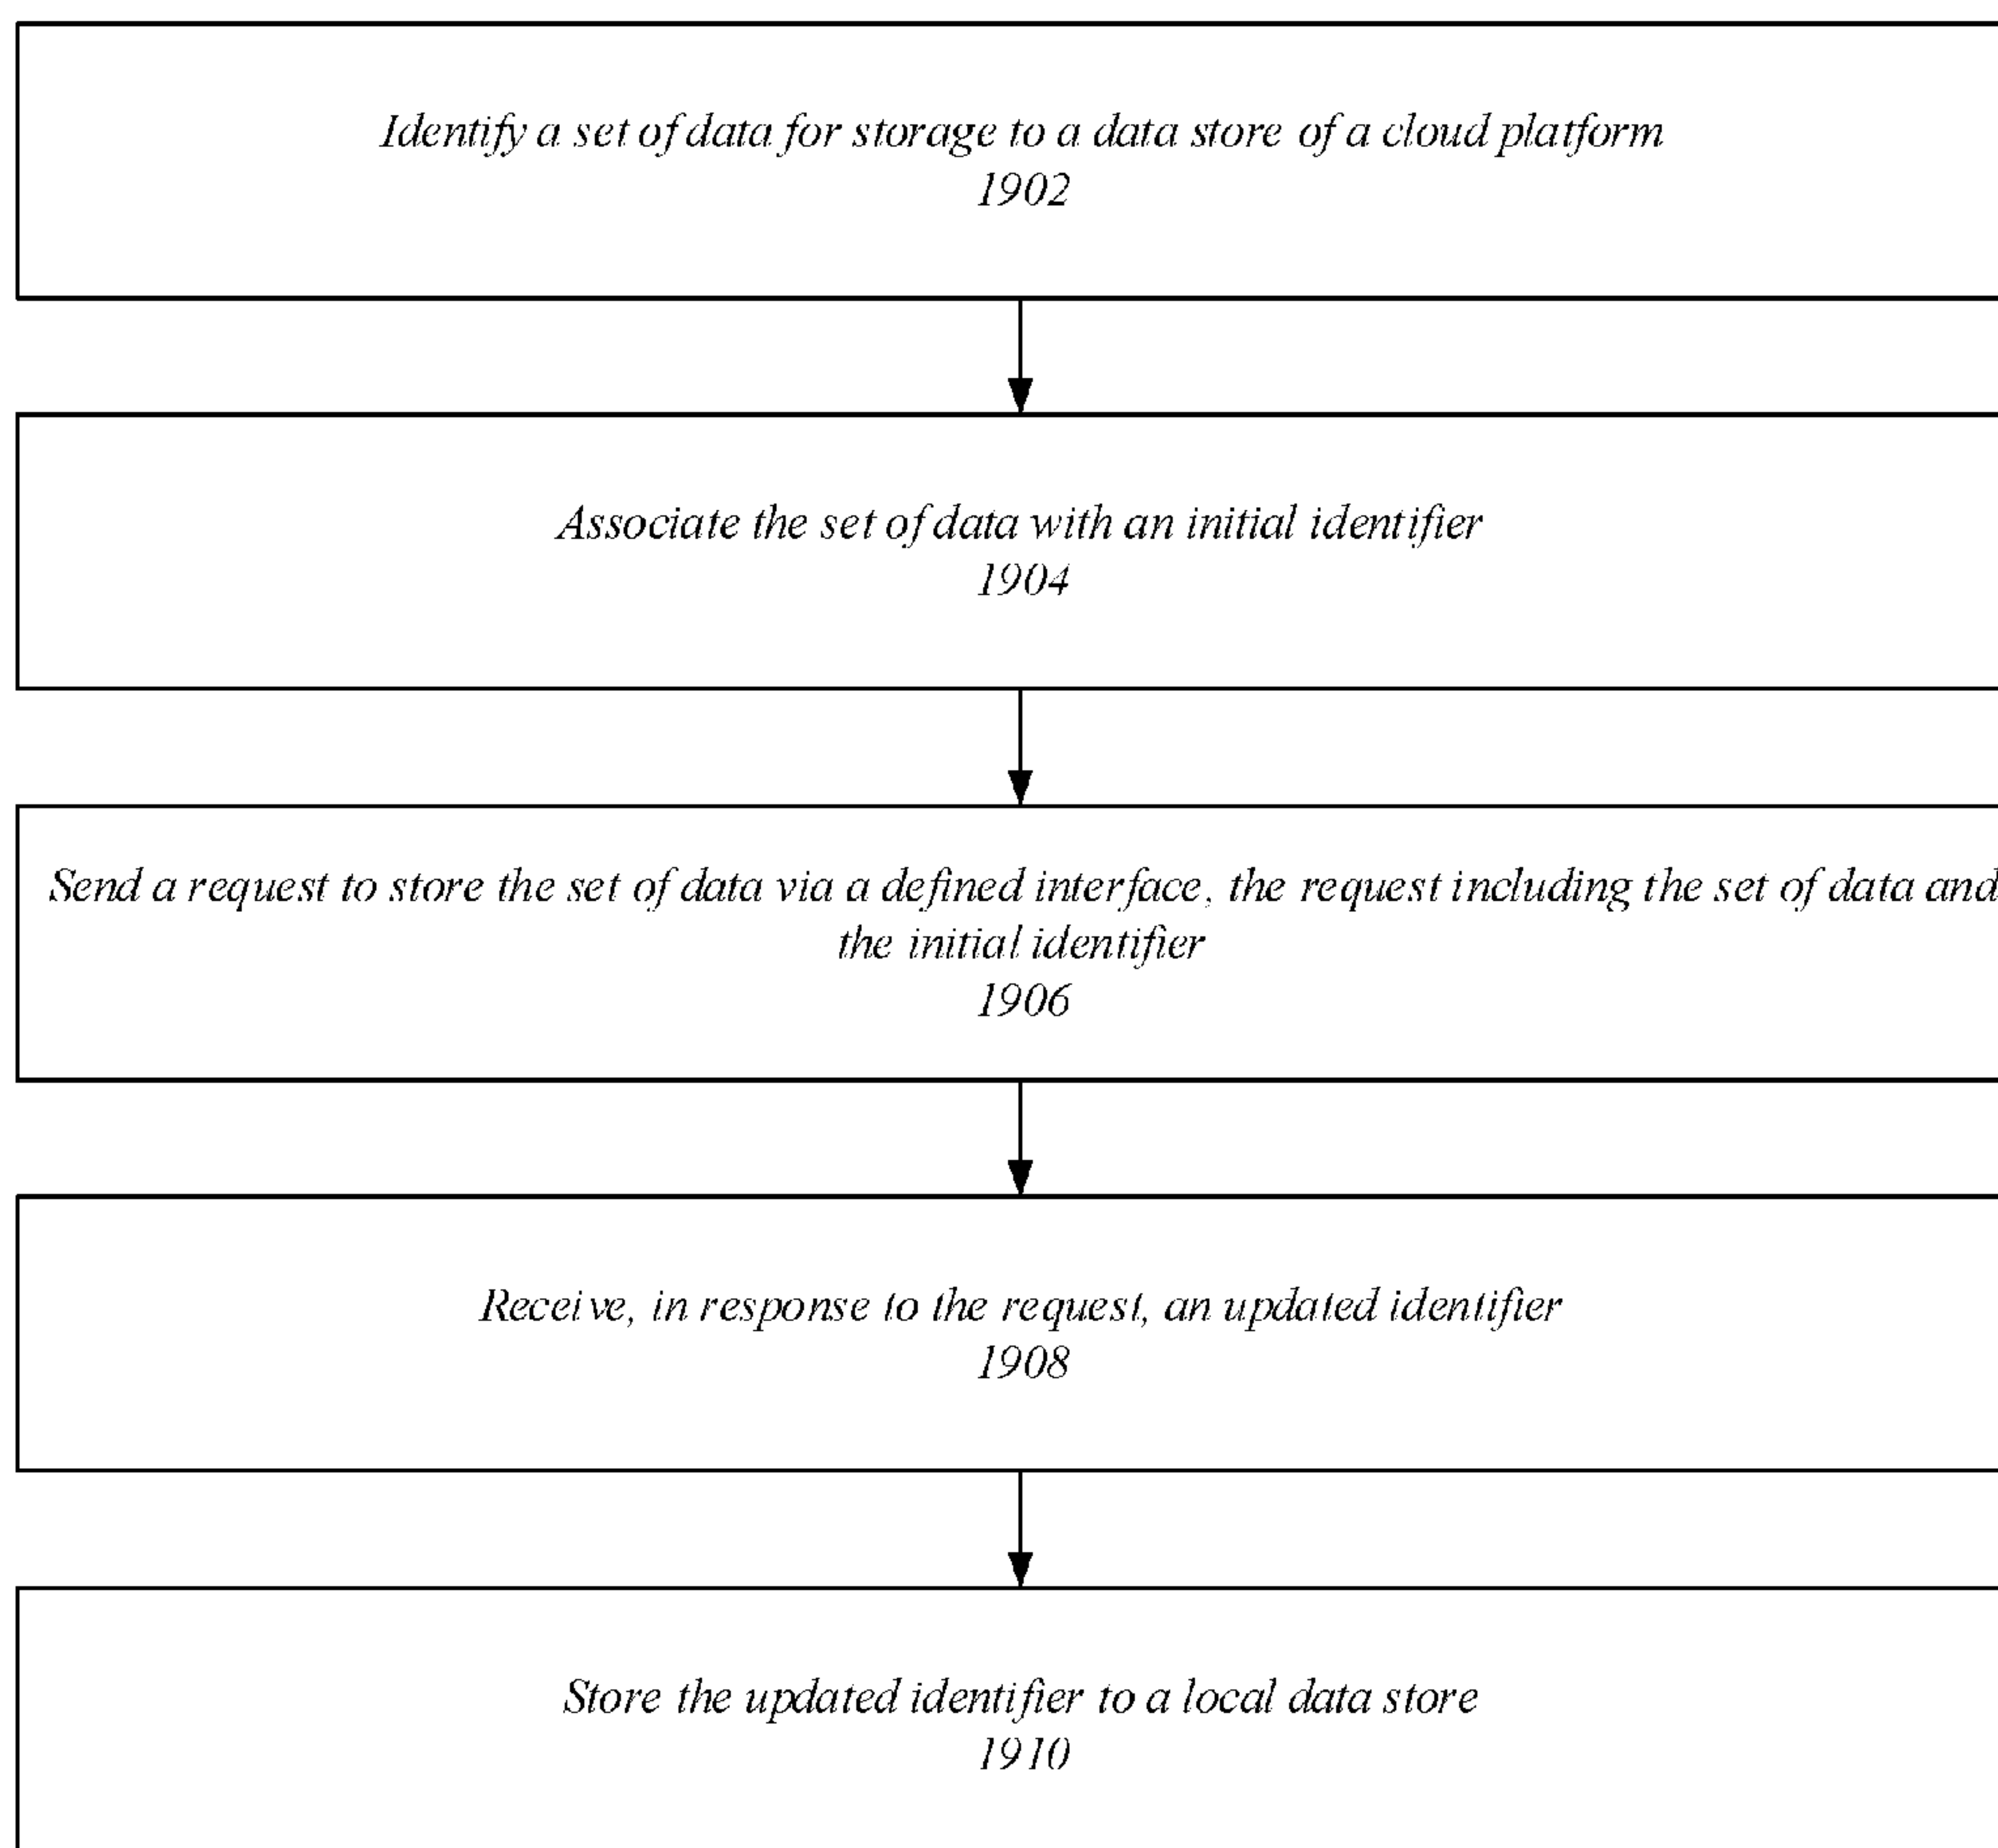 Identify a set of data for storage to a data store of a cloud platform
1902
Associate the set of data with an initial identifier
1904
Send a request to store the set of data via a defined interface, the request including the set of data and
the initial identifier
1906
Receive, in response to the request, an updated identifier
1908
Store the updated identifier to a local data store
1910